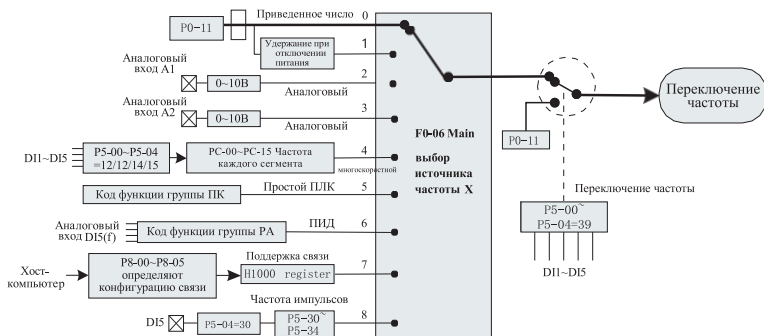 Приведенное число 0
P0-11
Удержание при
отключении
питания
1
Аналоговый
вход A1
0~10В
Аналоговый
2
Аналоговый
вход A2
0~10В
Аналоговый
3
DI1~DI5
P5-00~P5-04
=12/12/14/15
PC-00~PC-15 Частота
каждого сегмента
4
многоскоростной
Код функции группы ПК
Простой ПЛК
5
Аналоговый
вход DI5(f)
Код функции группы PA
ПИД
6
Хост-
компьютер
P8-00~P8-05
определяют
конфигурацию связи
Поддержка связи
H1000 register
7
Частота импульсов
DI5
P5-04=30
P5-30~
P5-34
8
F0-06 Main
выбор
источника
частоты X
P0-11
Переключение
частоты
Переключение частоты
P5-00~
P5-04=39
DI1~DI5